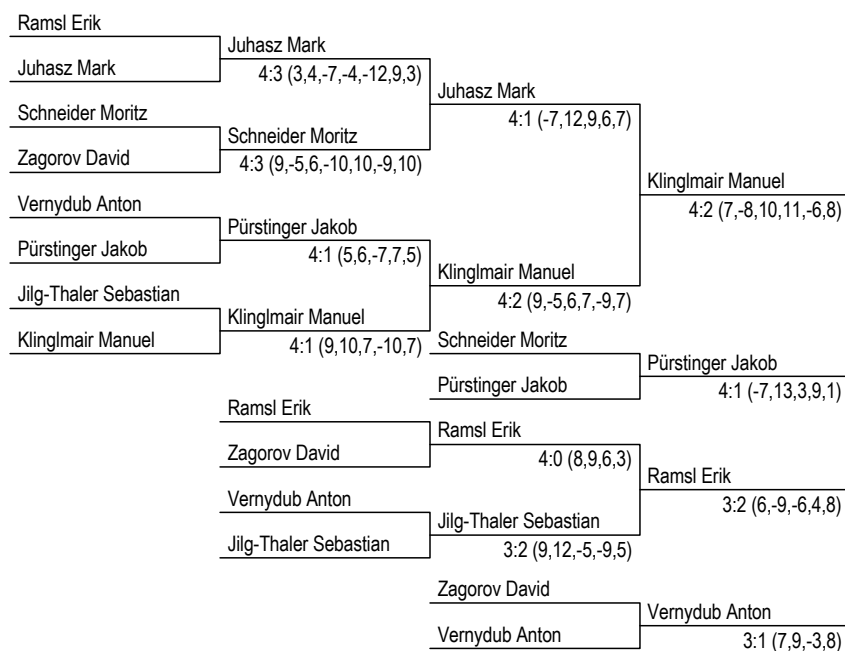 Ramsl Erik
Juhasz Mark
Juhasz Mark
4:3 (3,4,-7,-4,-12,9,3)
Juhasz Mark
4:1 (-7,12,9,6,7)
Schneider Moritz
Schneider Moritz
Zagorov David
4:3 (9,-5,6,-10,10,-9,10)
Klinglmair Manuel
4:2 (7,-8,10,11,-6,8)
Vernydub Anton
Pürstinger Jakob
Pürstinger Jakob
4:1 (5,6,-7,7,5)
Klinglmair Manuel
4:2 (9,-5,6,7,-9,7)
Jilg-Thaler Sebastian
Klinglmair Manuel
Klinglmair Manuel
4:1 (9,10,7,-10,7)
Schneider Moritz
Pürstinger Jakob
Pürstinger Jakob
4:1 (-7,13,3,9,1)
Ramsl Erik
Ramsl Erik
Zagorov David
4:0 (8,9,6,3)
Ramsl Erik
3:2 (6,-9,-6,4,8)
Vernydub Anton
Jilg-Thaler Sebastian
Jilg-Thaler Sebastian
3:2 (9,12,-5,-9,5)
Zagorov David
Vernydub Anton
Vernydub Anton
3:1 (7,9,-3,8)